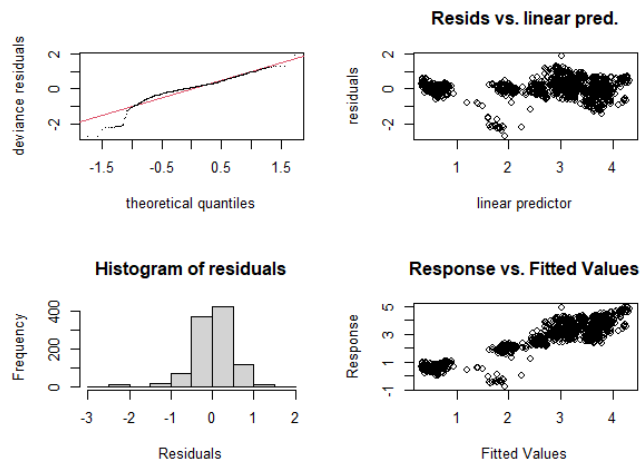 deviance residuals
2
0
-2
-1.5
-0.5
0.5
1.5
theoretical quantiles
Resids vs. linear pred.
residuals
2
0
-2
1
2
3
4
linear predictor
Histogram of residuals
Frequency
400
200
0
-3
-2
-1
0
1
2
Residuals
Response vs. Fitted Values
Response
5
3
1
-1
1
2
3
4
Fitted Values